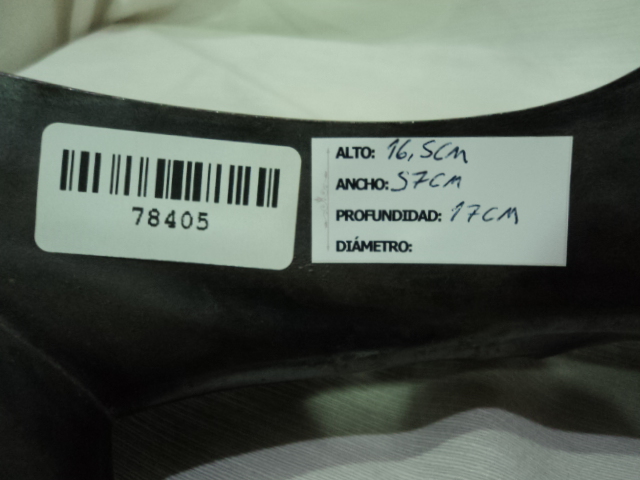 78405
ALTO: 16,5CM
ANCHO: 57CM
PROFUNDIDAD: 17CM
DIÁMETRO: